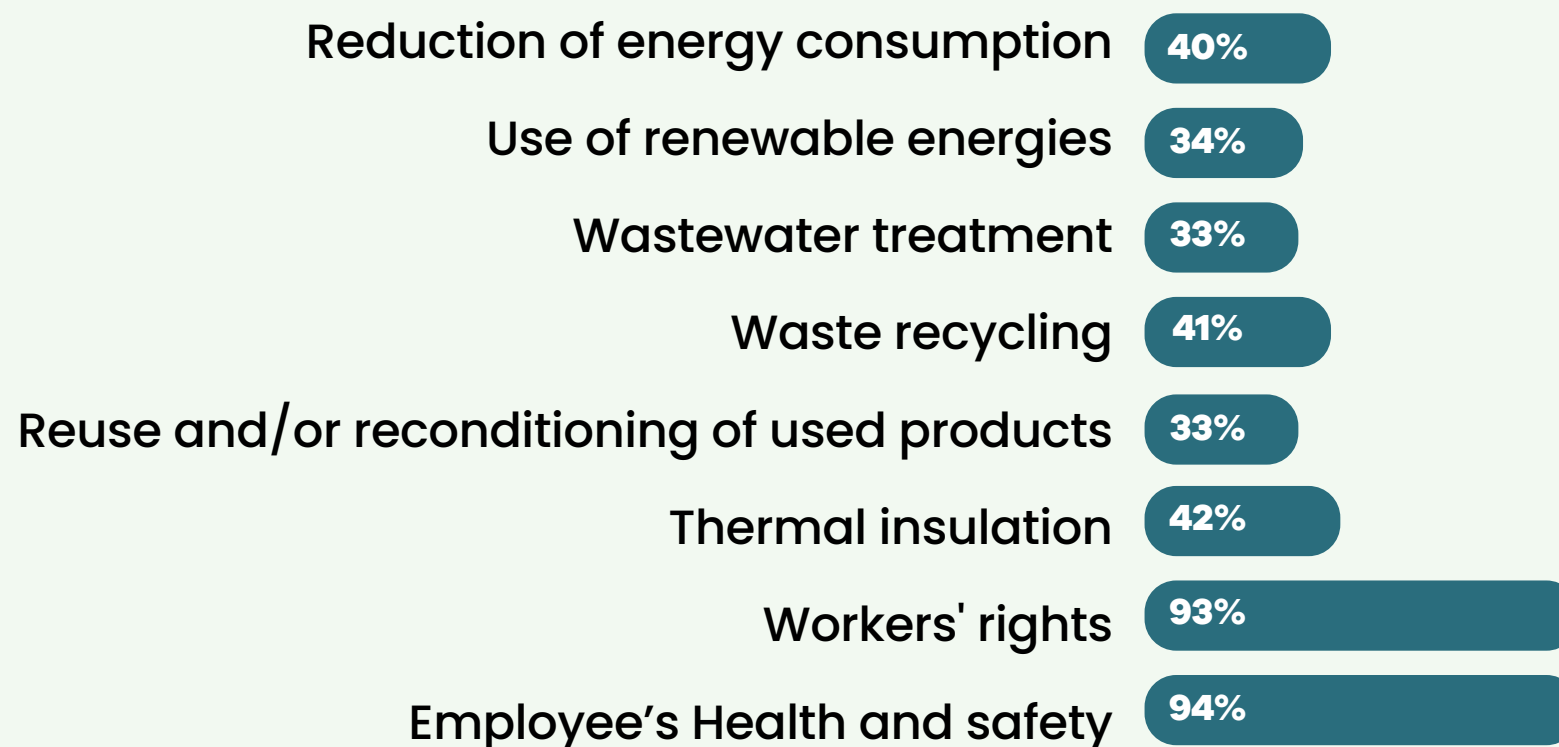 Reduction of energy consumption 40%
Use of renewable energies 34%
Wastewater treatment 33%
Waste recycling 41%
Reuse and/or reconditioning of used products 33%
Thermal insulation 42%
Workers' rights 93%
Employee’s Health and safety 94%